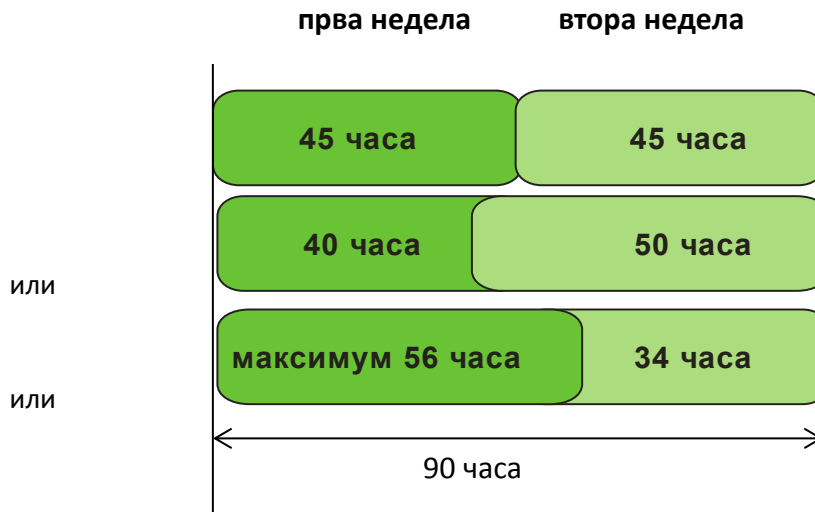 прва недела втора недела
45 часа 45 часа
40 часа 50 часа
или
максимум 56 часа 34 часа
или
90 часа